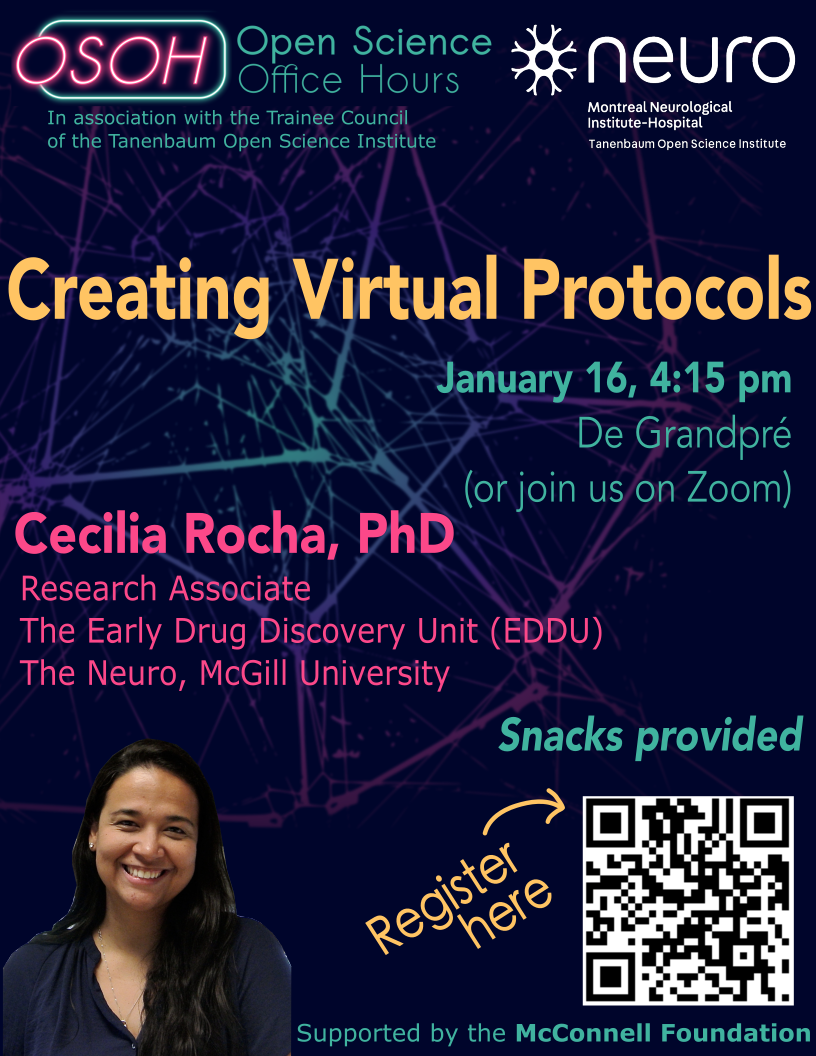 OSOH
Open Science
Office Hours
In association with the Trainee Council
of the Tanenbaum Open Science Institute
neuro
Montreal Neurological
Institute-Hospital
Tanenbaum Open Science Institute
Creating Virtual Protocols
January 16, 4:15 pm
De Grandpré
(or join us on Zoom)
Cecilia Rocha, PhD
Research Associate
The Early Drug Discovery Unit (EDDU)
The Neuro, McGill University
Snacks provided
Register
here
Supported by the McConnell Foundation